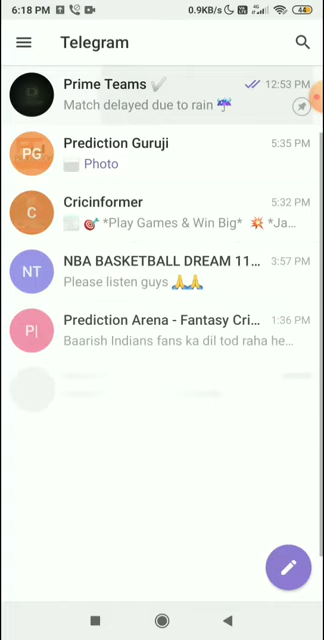 6:18 PM 0.9KB/s 4G 44
Telegram
Prime Teams ✔️ 12:53 PM
Match delayed due to rain ☔
PG Prediction Guruji 5:35 PM
Photo
C Cricinformer 5:32 PM
🎯 *Play Games & Win Big* 💥 *Ja...
NT NBA BASKETBALL DREAM 11... 3:57 PM
Please listen guys 🙏🙏
P| Prediction Arena - Fantasy Cri... 1:36 PM
Baarish Indians fans ka dil tod raha he...